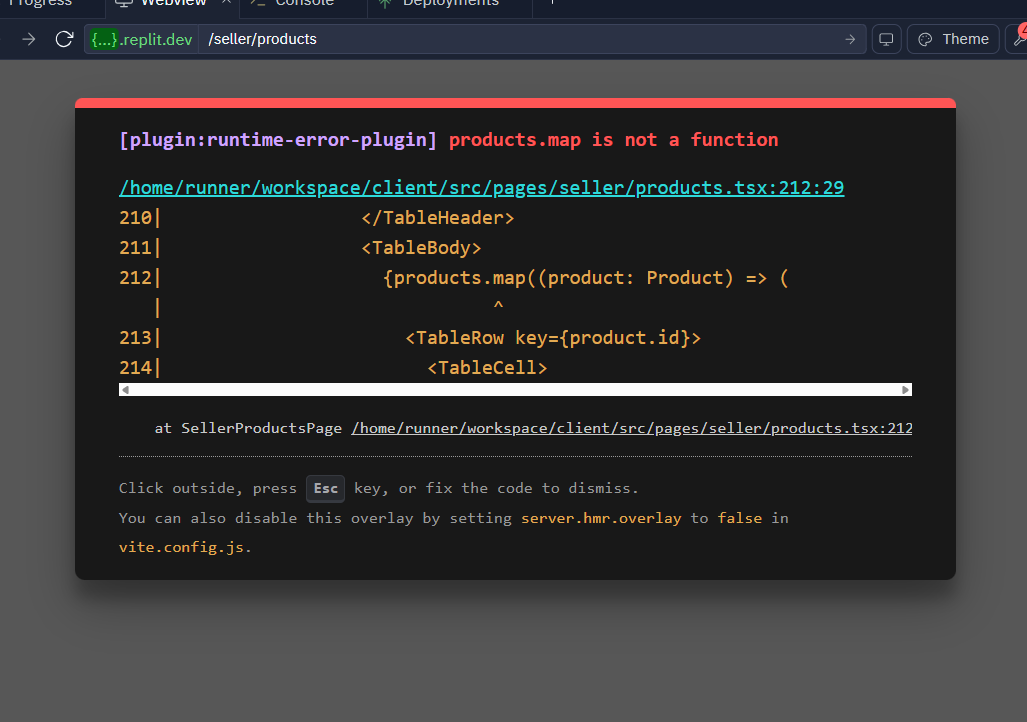 Progress Webview Console Deployments
{...}.replit.dev /seller/products Theme
[plugin:runtime-error-plugin] products.map is not a function
/home/runner/workspace/client/src/pages/seller/products.tsx:212:29
210| </TableHeader>
211| <TableBody>
212| {products.map((product: Product) => (
| ^
213| <TableRow key={product.id}>
214| <TableCell>
at SellerProductsPage /home/runner/workspace/client/src/pages/seller/products.tsx:212
Click outside, press Esc key, or fix the code to dismiss.
You can also disable this overlay by setting server.hmr.overlay to false in
vite.config.js.